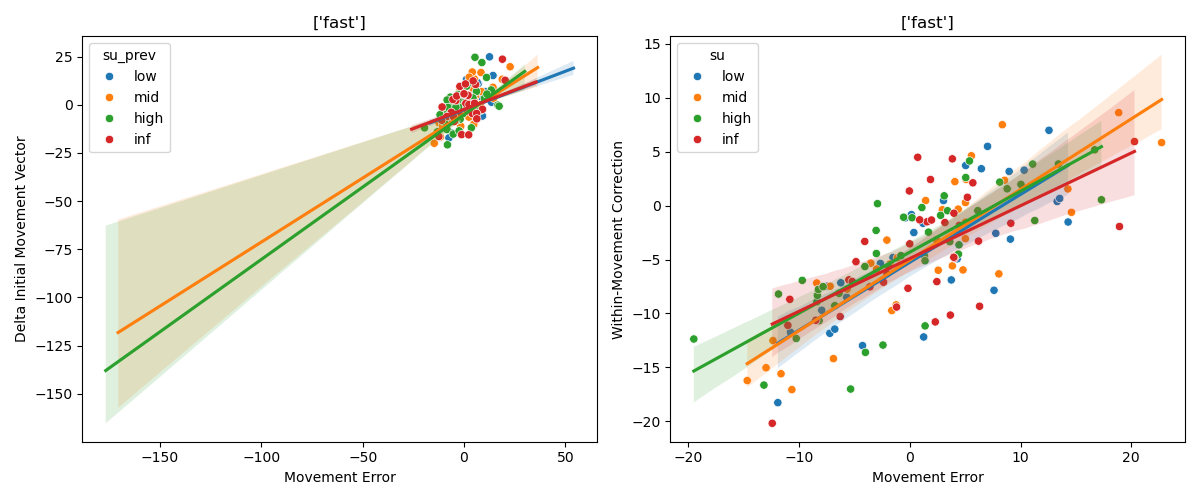 ['fast']
su_prev
low
mid
high
inf
25
0
−25
−50
−75
−100
−125
−150
Delta Initial Movement Vector
−150
−100
−50
0
50
Movement Error
['fast']
su
low
mid
high
inf
15
10
5
0
−5
−10
−15
−20
Within-Movement Correction
−20
−10
0
10
20
Movement Error